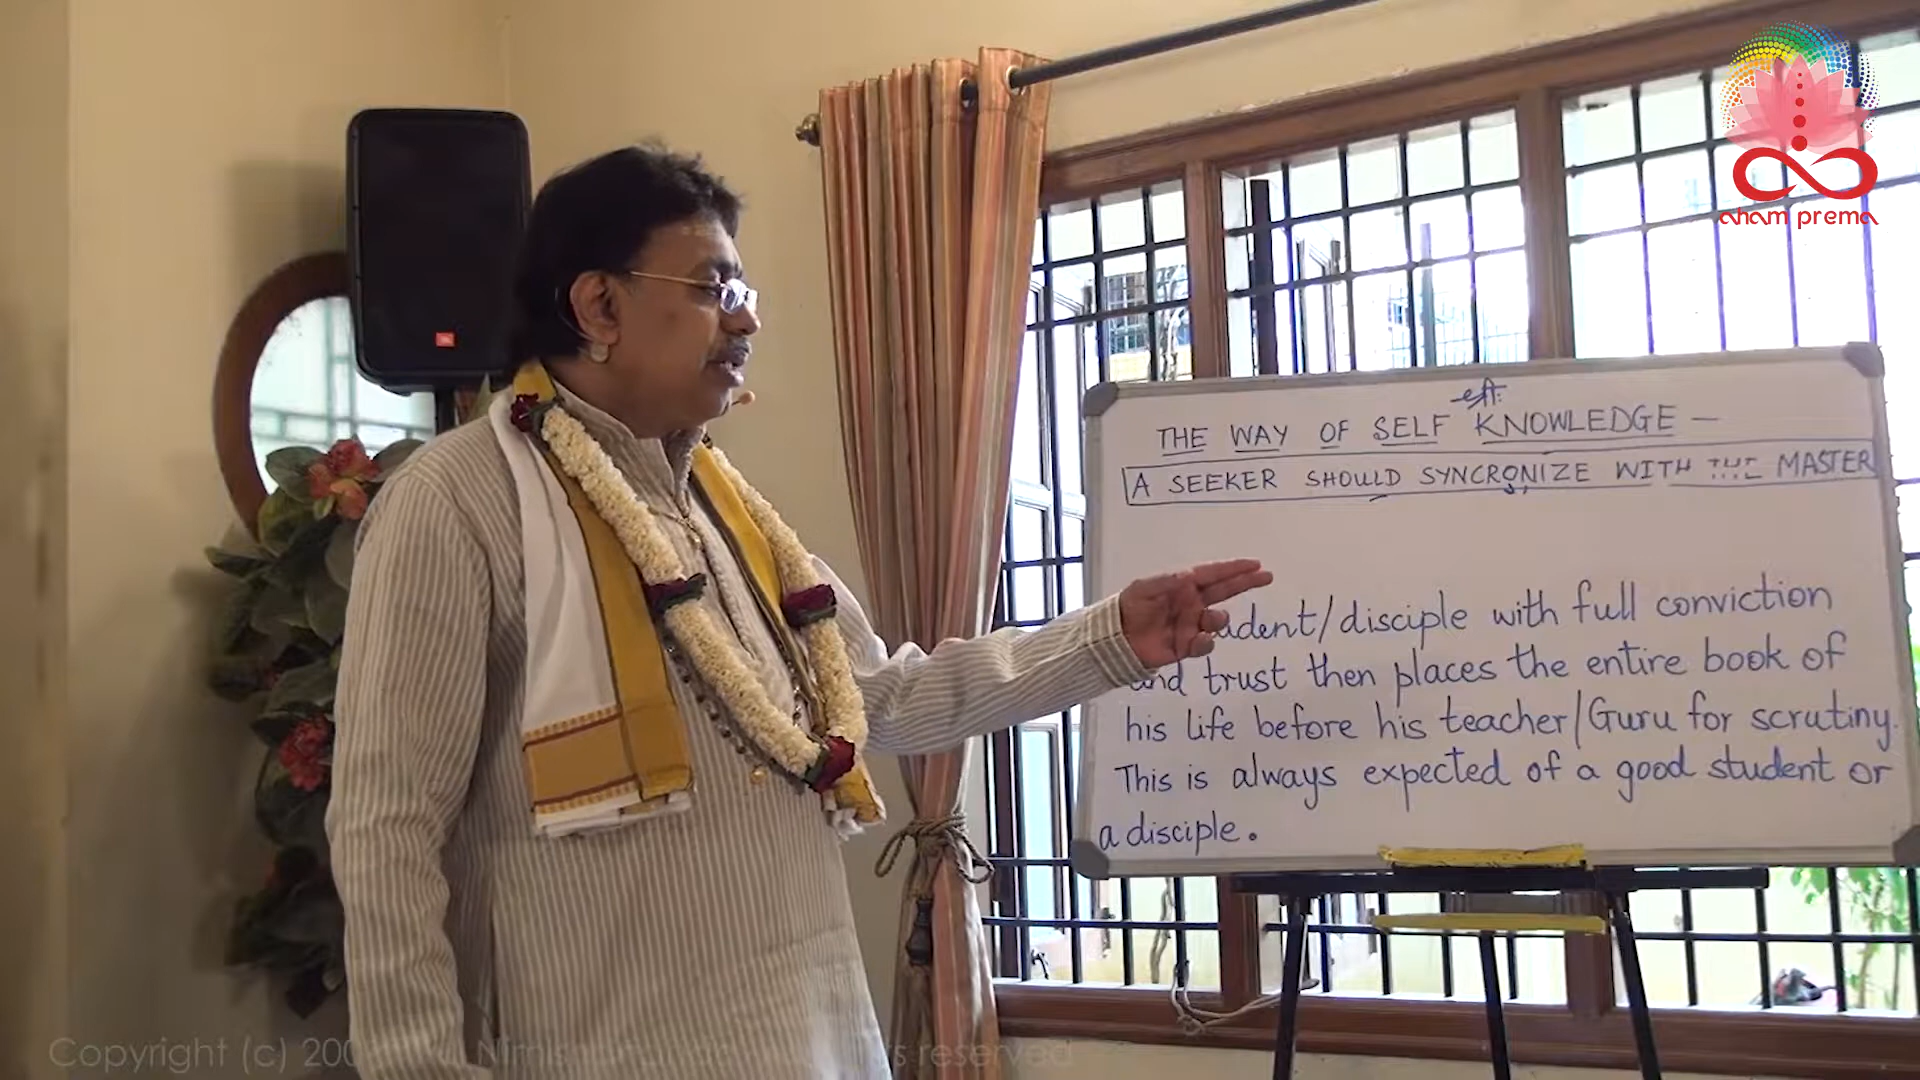 aham prema
THE WAY OF SELF KNOWLEDGE —
A SEEKER SHOULD SYNCRONIZE WITH THE MASTER
/disciple with full conviction
and trust then places the entire book of
his life before his teacher/Guru for scrutiny.
This is always expected of a good student or
a disciple.
Copyright (c)
reserved